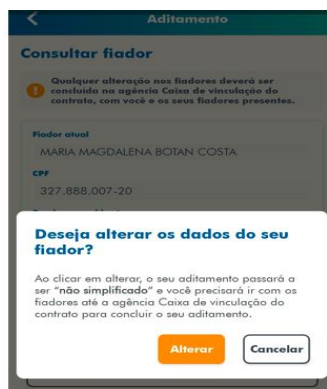 Aditamento
Consultar fiador
Qualquer alteração nos fiadores deverá ser
concluída na agência Caixa de vinculação do
contrato, com você e os seus fiadores presentes.
Fiador atual
MARIA MAGDALENA BOTAN COSTA
CPF
327.888.007-20
Deseja alterar os dados do seu
fiador?
Ao clicar em alterar, o seu aditamento passará a
ser "não simplificado" e você precisará ir com os
fiadores até a agência Caixa de vinculação do
contrato para concluir o seu aditamento.
Alterar
Cancelar